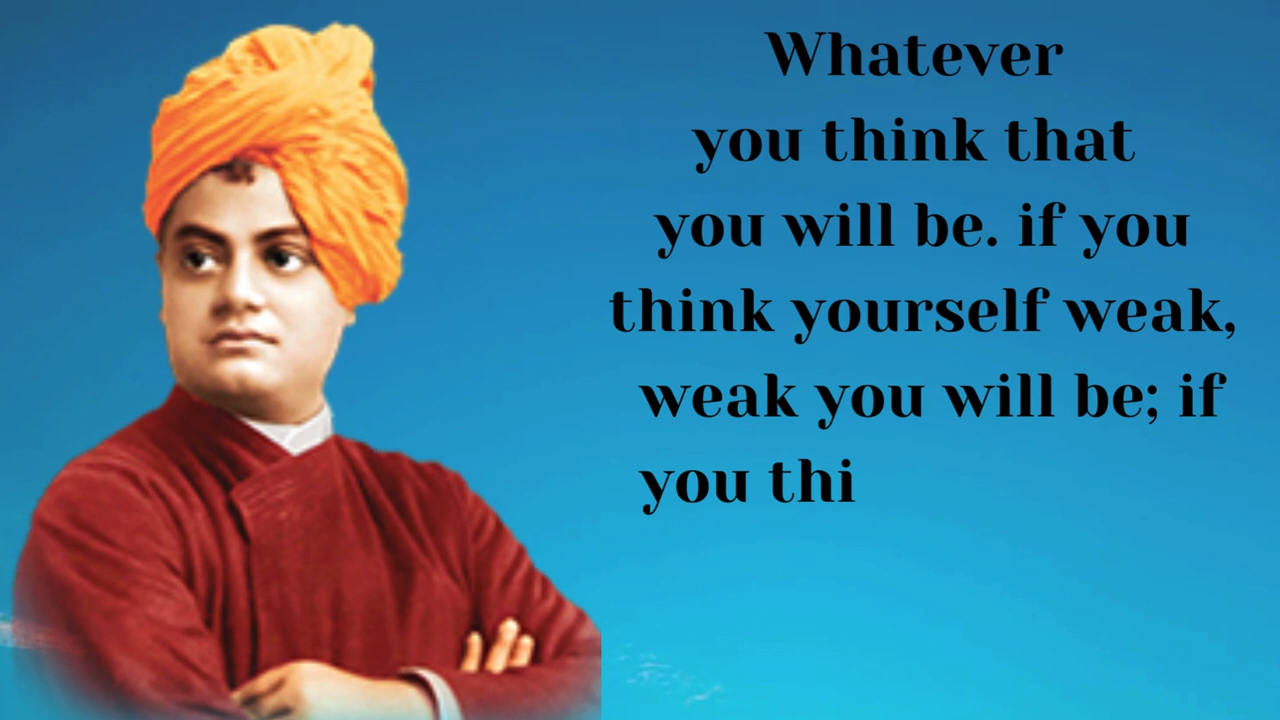 Whatever
you think that
you will be. if you
think yourself weak,
weak you will be; if
you thi